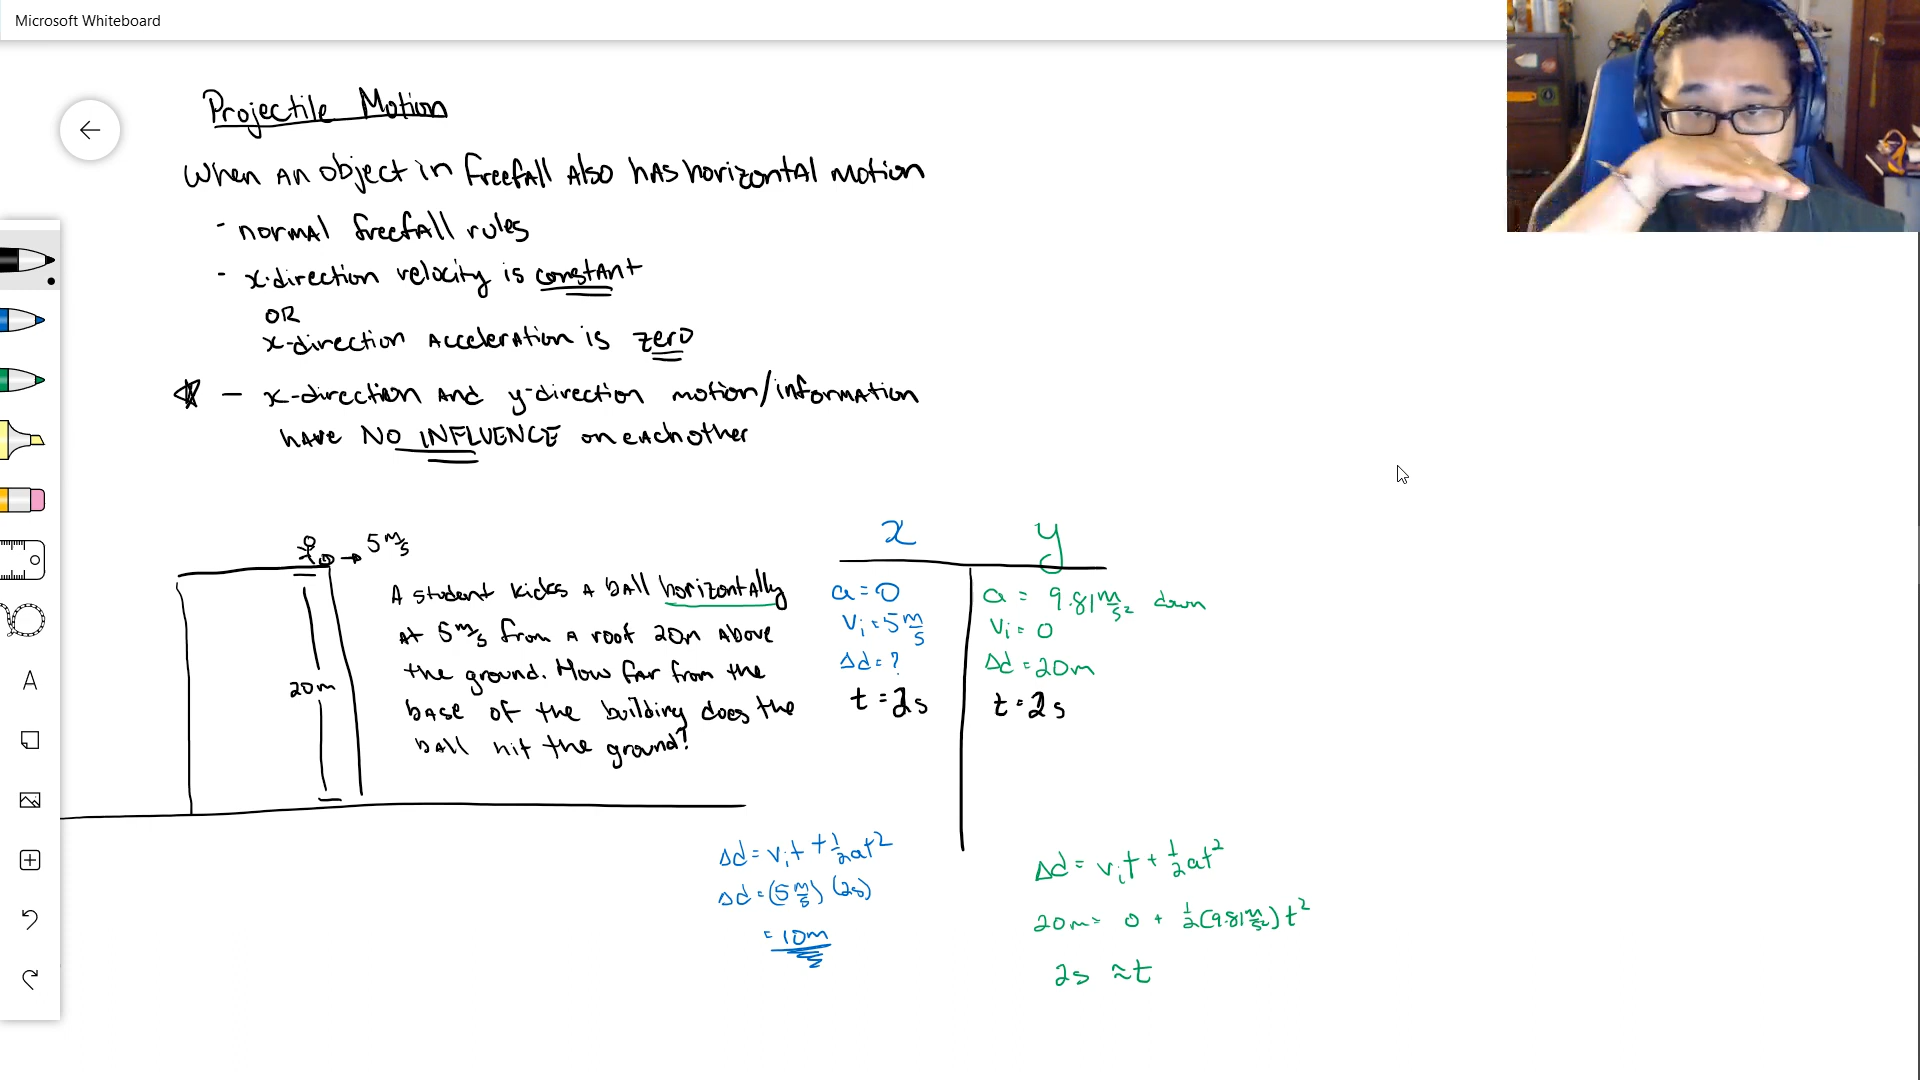 Microsoft Whiteboard
Projectile Motion
When an object in freefall also has horizontal motion
- normal freefall rules
- x-direction velocity is constant
OR
x-direction acceleration is zero
- x-direction and y-direction motion/information
have NO INFLUENCE on each other
5 m/s
20m
A student kicks a ball horizontally
at 5 m/s from a roof 20m above
the ground. How far from the
base of the building does the
ball hit the ground?
x
a = 0
Vi = 5 m/s
Δd = ?
t = 2s
y
a = 9.81 m/s² down
Vi = 0
Δd = 20m
t = 2s
Δd = vit + ½at²
Δd = (5 m/s)(2s)
= 10m
Δd = vit + ½at²
20m = 0 + ½(9.81 m/s²)t²
2s ≈ t
A